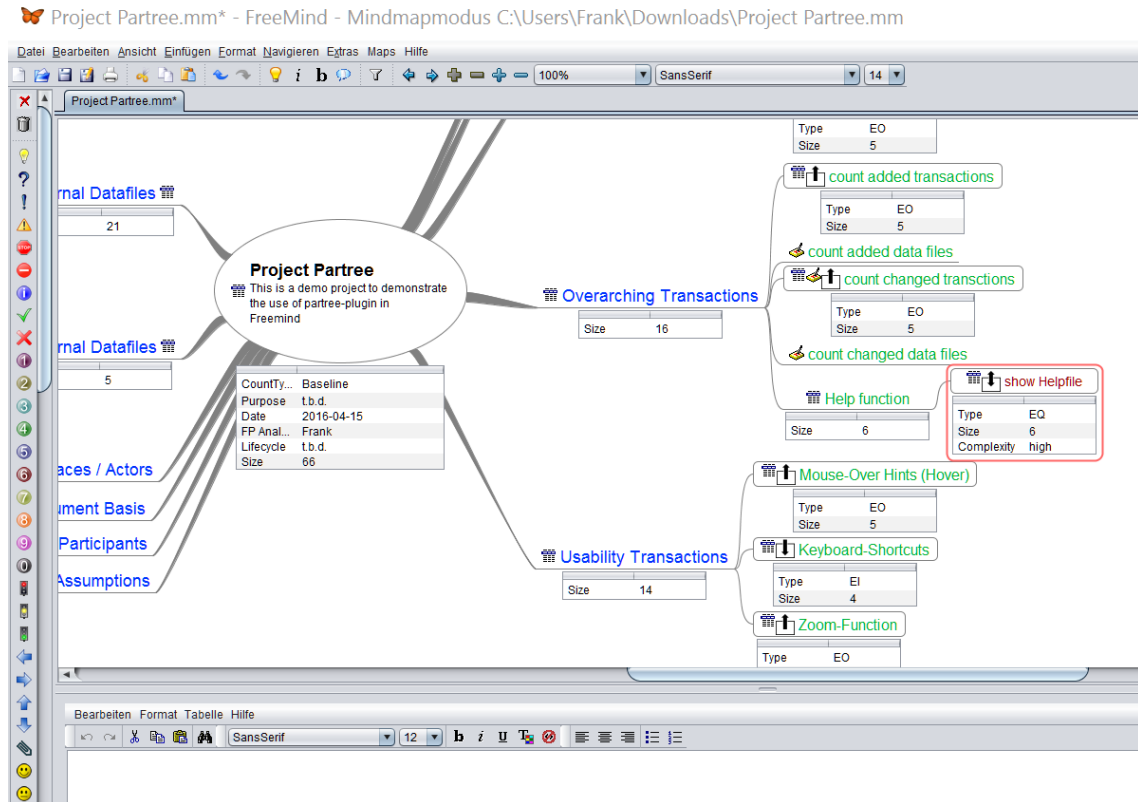 Project Partree.mm* - FreeMind - Mindmapmodus C:\Users\Frank\Downloads\Project Partree.mm
Datei Bearbeiten Ansicht Einfügen Format Navigieren Extras Maps Hilfe
100% SansSerif 14
Project Partree.mm*
rnal Datafiles
21
rnal Datafiles
5
aces / Actors
ument Basis
Participants
Assumptions
Project Partree
This is a demo project to demonstrate
the use of partree-plugin in
Freemind
CountTy... Baseline
Purpose t.b.d.
Date 2016-04-15
FP Anal... Frank
Lifecycle t.b.d.
Size 66
Overarching Transactions
Size 16
Type EO
Size 5
count added transactions
Type EO
Size 5
count added data files
count changed transctions
Type EO
Size 5
count changed data files
Help function
Size 6
show Helpfile
Type EQ
Size 6
Complexity high
Usability Transactions
Size 14
Mouse-Over Hints (Hover)
Type EO
Size 5
Keyboard-Shortcuts
Type EI
Size 4
Zoom-Function
Type EO
Bearbeiten Format Tabelle Hilfe
SansSerif 12